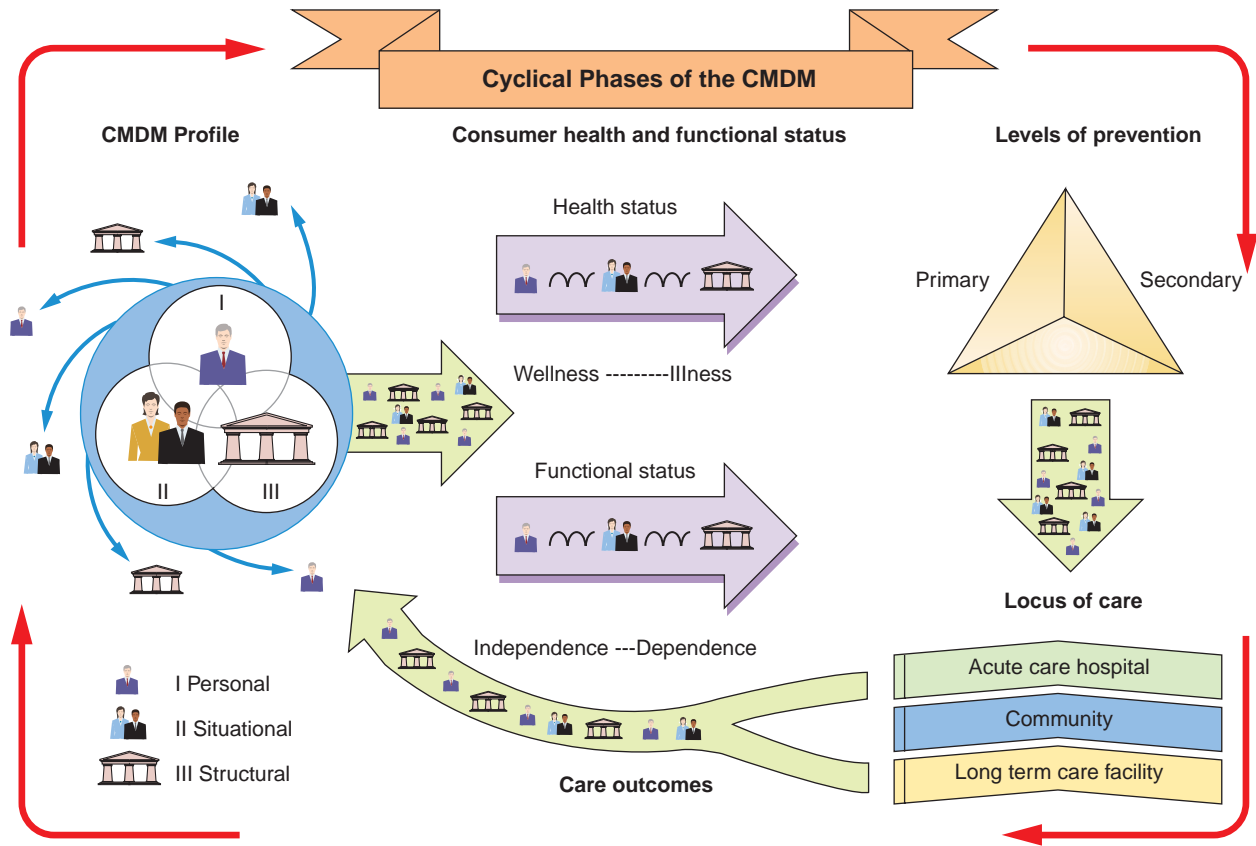 Cyclical Phases of the CMDM
CMDM Profile
Consumer health and functional status
Levels of prevention
Health status
Primary
Secondary
I
II
III
Wellness ---------Illness
Functional status
Independence ---Dependence
Locus of care
Acute care hospital
Community
Long term care facility
I Personal
II Situational
III Structural
Care outcomes